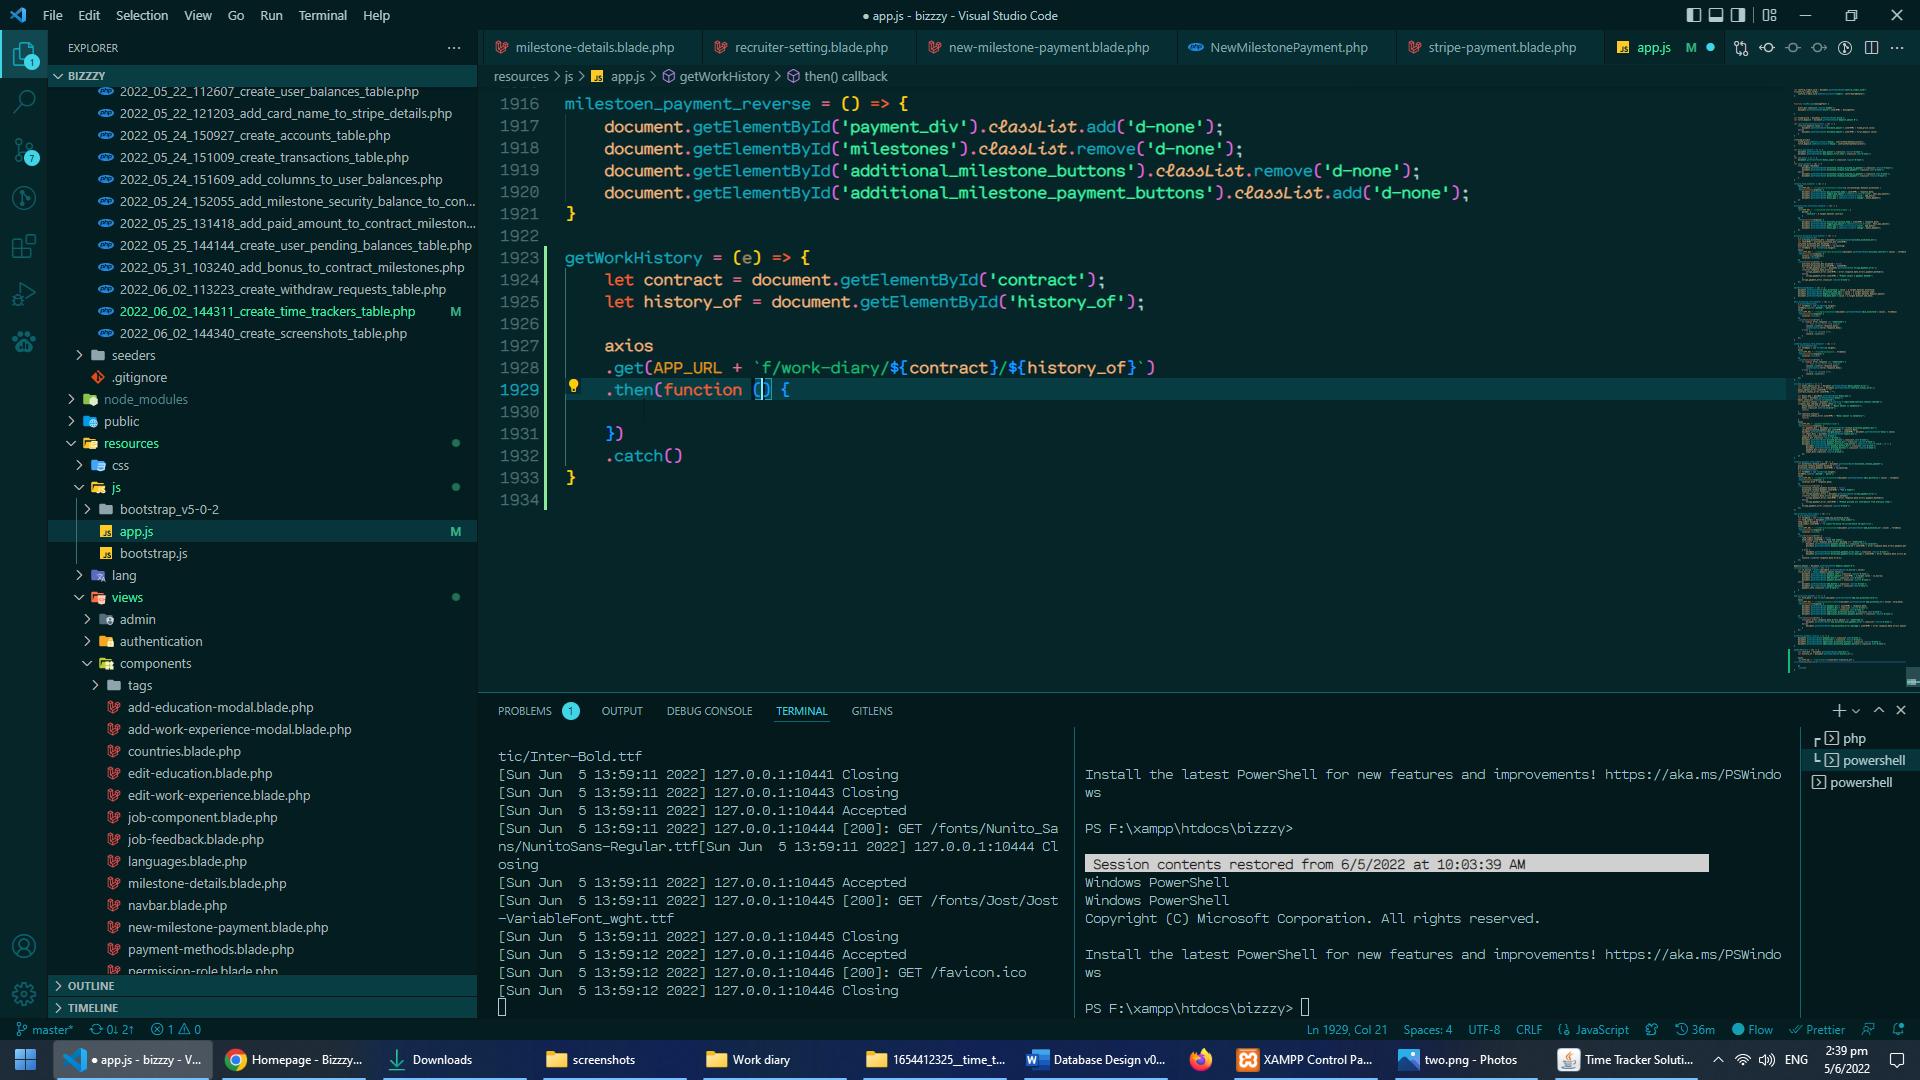 File Edit Selection View Go Run Terminal Help
● app.js - bizzzy - Visual Studio Code
EXPLORER
BIZZZY
2022_05_22_112607_create_user_balances_table.php
2022_05_22_121203_add_card_name_to_stripe_details.php
2022_05_24_150927_create_accounts_table.php
2022_05_24_151009_create_transactions_table.php
2022_05_24_151609_add_columns_to_user_balances.php
2022_05_24_152055_add_milestone_security_balance_to_con...
2022_05_25_131418_add_paid_amount_to_contract_mileston...
2022_05_25_144144_create_user_pending_balances_table.php
2022_05_31_103240_add_bonus_to_contract_milestones.php
2022_06_02_113223_create_withdraw_requests_table.php
2022_06_02_144311_create_time_trackers_table.php M
2022_06_02_144340_create_screenshots_table.php
seeders
.gitignore
node_modules
public
resources
css
js
bootstrap_v5-0-2
app.js M
bootstrap.js
lang
views
admin
authentication
components
tags
add-education-modal.blade.php
add-work-experience-modal.blade.php
countries.blade.php
edit-education.blade.php
edit-work-experience.blade.php
job-component.blade.php
job-feedback.blade.php
languages.blade.php
milestone-details.blade.php
navbar.blade.php
new-milestone-payment.blade.php
payment-methods.blade.php
permission-role.blade.php
OUTLINE
TIMELINE
milestone-details.blade.php recruiter-setting.blade.php new-milestone-payment.blade.php NewMilestonePayment.php stripe-payment.blade.php app.js M
resources > js > app.js > getWorkHistory > then() callback
1916 milestoen_payment_reverse = () => {
1917 document.getElementById('payment_div').classList.add('d-none');
1918 document.getElementById('milestones').classList.remove('d-none');
1919 document.getElementById('additional_milestone_buttons').classList.remove('d-none');
1920 document.getElementById('additional_milestone_payment_buttons').classList.add('d-none');
1921 }
1922
1923 getWorkHistory = (e) => {
1924 let contract = document.getElementById('contract');
1925 let history_of = document.getElementById('history_of');
1926
1927 axios
1928 .get(APP_URL + `f/work-diary/${contract}/${history_of}`)
1929 .then(function () {
1930
1931 })
1932 .catch()
1933 }
1934
PROBLEMS 1 OUTPUT DEBUG CONSOLE TERMINAL GITLENS
tic/Inter-Bold.ttf
[Sun Jun  5 13:59:11 2022] 127.0.0.1:10441 Closing
[Sun Jun  5 13:59:11 2022] 127.0.0.1:10443 Closing
[Sun Jun  5 13:59:11 2022] 127.0.0.1:10444 Accepted
[Sun Jun  5 13:59:11 2022] 127.0.0.1:10444 [200]: GET /fonts/Nunito_Sa
ns/NunitoSans-Regular.ttf[Sun Jun  5 13:59:11 2022] 127.0.0.1:10444 Cl
osing
[Sun Jun  5 13:59:11 2022] 127.0.0.1:10445 Accepted
[Sun Jun  5 13:59:11 2022] 127.0.0.1:10445 [200]: GET /fonts/Jost/Jost
-VariableFont_wght.ttf
[Sun Jun  5 13:59:11 2022] 127.0.0.1:10445 Closing
[Sun Jun  5 13:59:12 2022] 127.0.0.1:10446 Accepted
[Sun Jun  5 13:59:12 2022] 127.0.0.1:10446 [200]: GET /favicon.ico
[Sun Jun  5 13:59:12 2022] 127.0.0.1:10446 Closing
Install the latest PowerShell for new features and improvements! https://aka.ms/PSWindo
ws
PS F:\xampp\htdocs\bizzzy>
Session contents restored from 6/5/2022 at 10:03:39 AM
Windows PowerShell
Windows PowerShell
Copyright (C) Microsoft Corporation. All rights reserved.
Install the latest PowerShell for new features and improvements! https://aka.ms/PSWindo
ws
PS F:\xampp\htdocs\bizzzy>
php
powershell
powershell
1
7
master* 0↓ 2↑ 1 0
Ln 1929, Col 21 Spaces: 4 UTF-8 CRLF JavaScript 36m Flow Prettier
● app.js - bizzzy - V... Homepage - Bizzzy... Downloads screenshots Work diary 1654412325__time_t... Database Design v0... XAMPP Control Pa... two.png - Photos Time Tracker Soluti... ENG
2:39 pm
5/6/2022